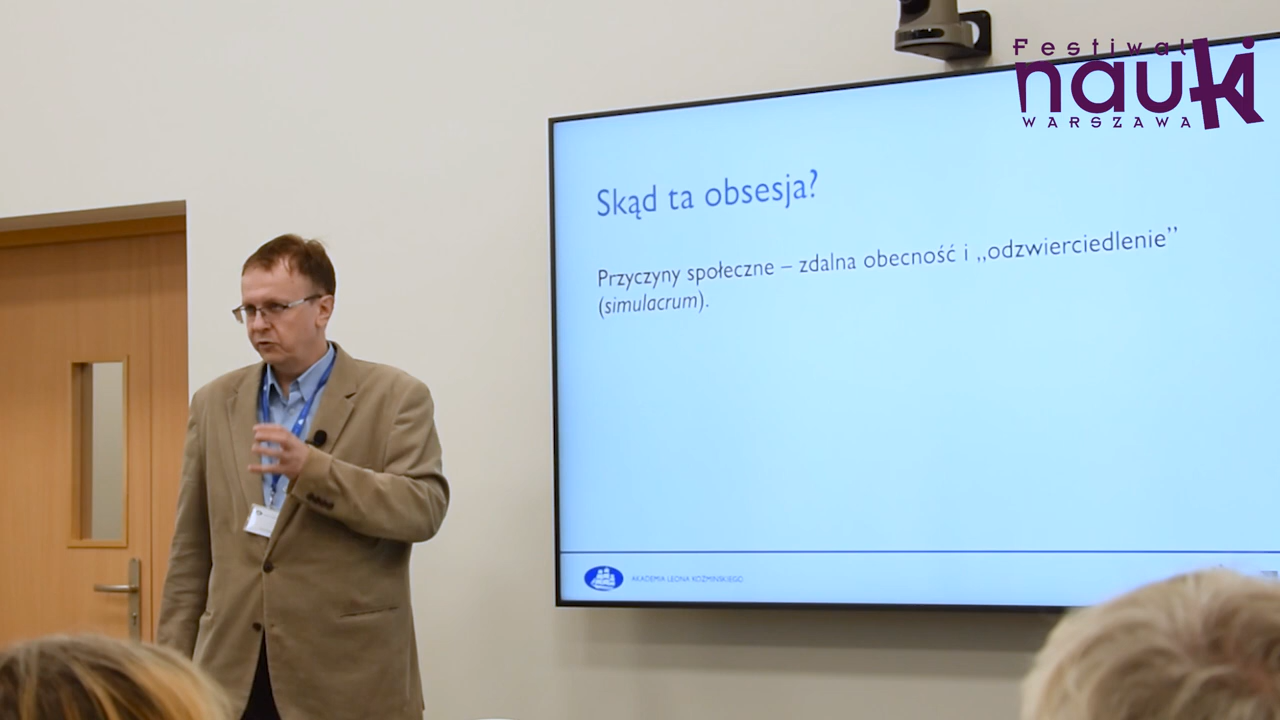 Festiwal
nauki
WARSZAWA
Skąd ta obsesja?
Przyczyny społeczne – zdalna obecność i ,,odzwierciedlenie”
(simulacrum).
AKADEMIA LEONA KOŹMIŃSKIEGO